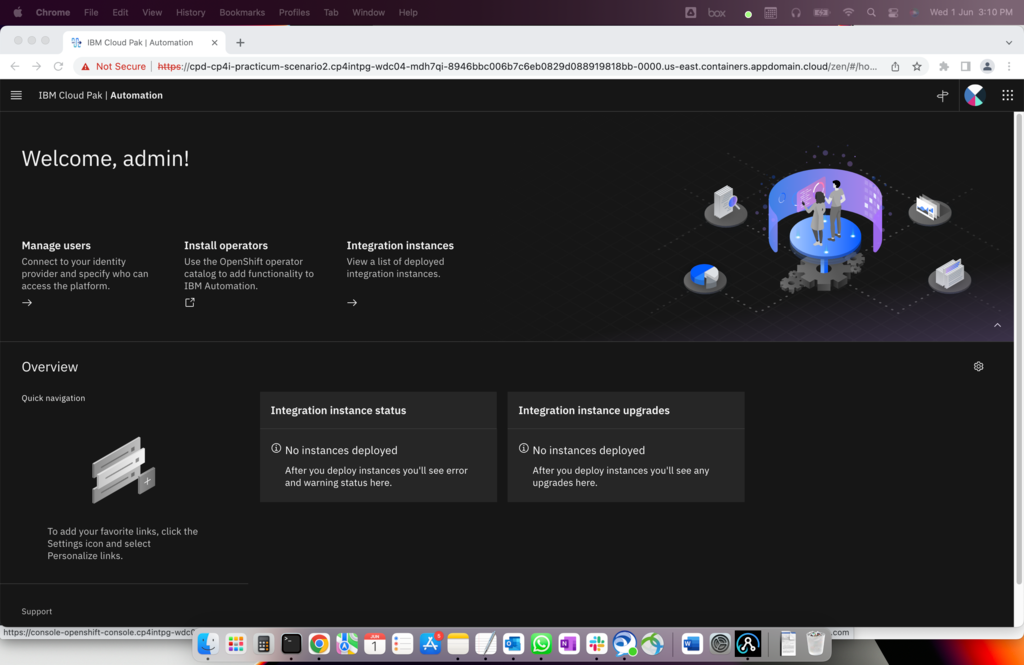 Chrome File Edit View History Bookmarks Profiles Tab Window Help box Wed 1 Jun 3:10 PM
IBM Cloud Pak | Automation
Not Secure | https://cpd-cp4i-practicum-scenario2.cp4intpg-wdc04-mdh7qi-8946bbc006b7c6eb0829d088919818bb-0000.us-east.containers.appdomain.cloud/zen/#/ho...
IBM Cloud Pak | Automation
Welcome, admin!
Manage users
Connect to your identity
provider and specify who can
access the platform.
Install operators
Use the OpenShift operator
catalog to add functionality to
IBM Automation.
Integration instances
View a list of deployed
integration instances.
Overview
Quick navigation
To add your favorite links, click the
Settings icon and select
Personalize links.
Integration instance status
No instances deployed
After you deploy instances you'll see error
and warning status here.
Integration instance upgrades
No instances deployed
After you deploy instances you'll see any
upgrades here.
Support
https://console-openshift-console.cp4intpg-wdc0
.com
JUN
1
5